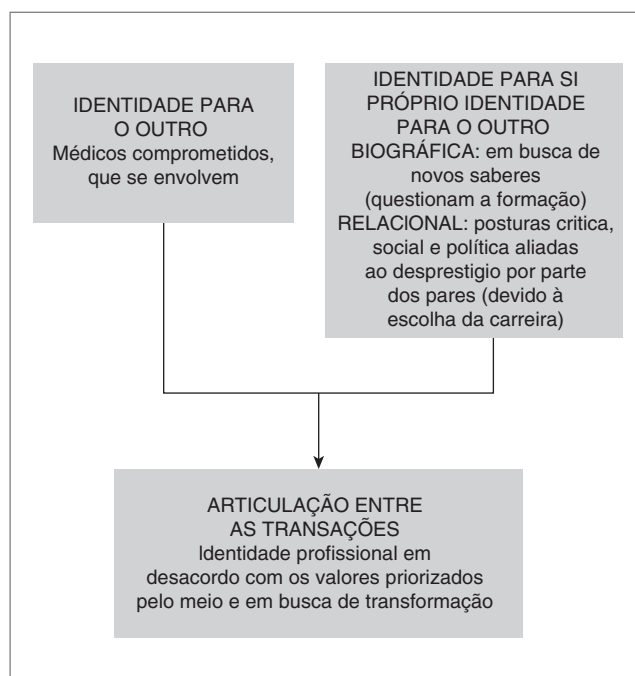 IDENTIDADE PARA
O OUTRO
Médicos comprometidos,
que se envolvem
IDENTIDADE PARA SI
PRÓPRIO IDENTIDADE
PARA O OUTRO
BIOGRÁFICA: em busca de
novos saberes
(questionam a formação)
RELACIONAL: posturas critica,
social e política aliadas
ao desprestigio por parte
dos pares (devido à
escolha da carreira)
ARTICULAÇÃO ENTRE
AS TRANSAÇÕES
Identidade profissional em
desacordo com os valores priorizados
pelo meio e em busca de transformação